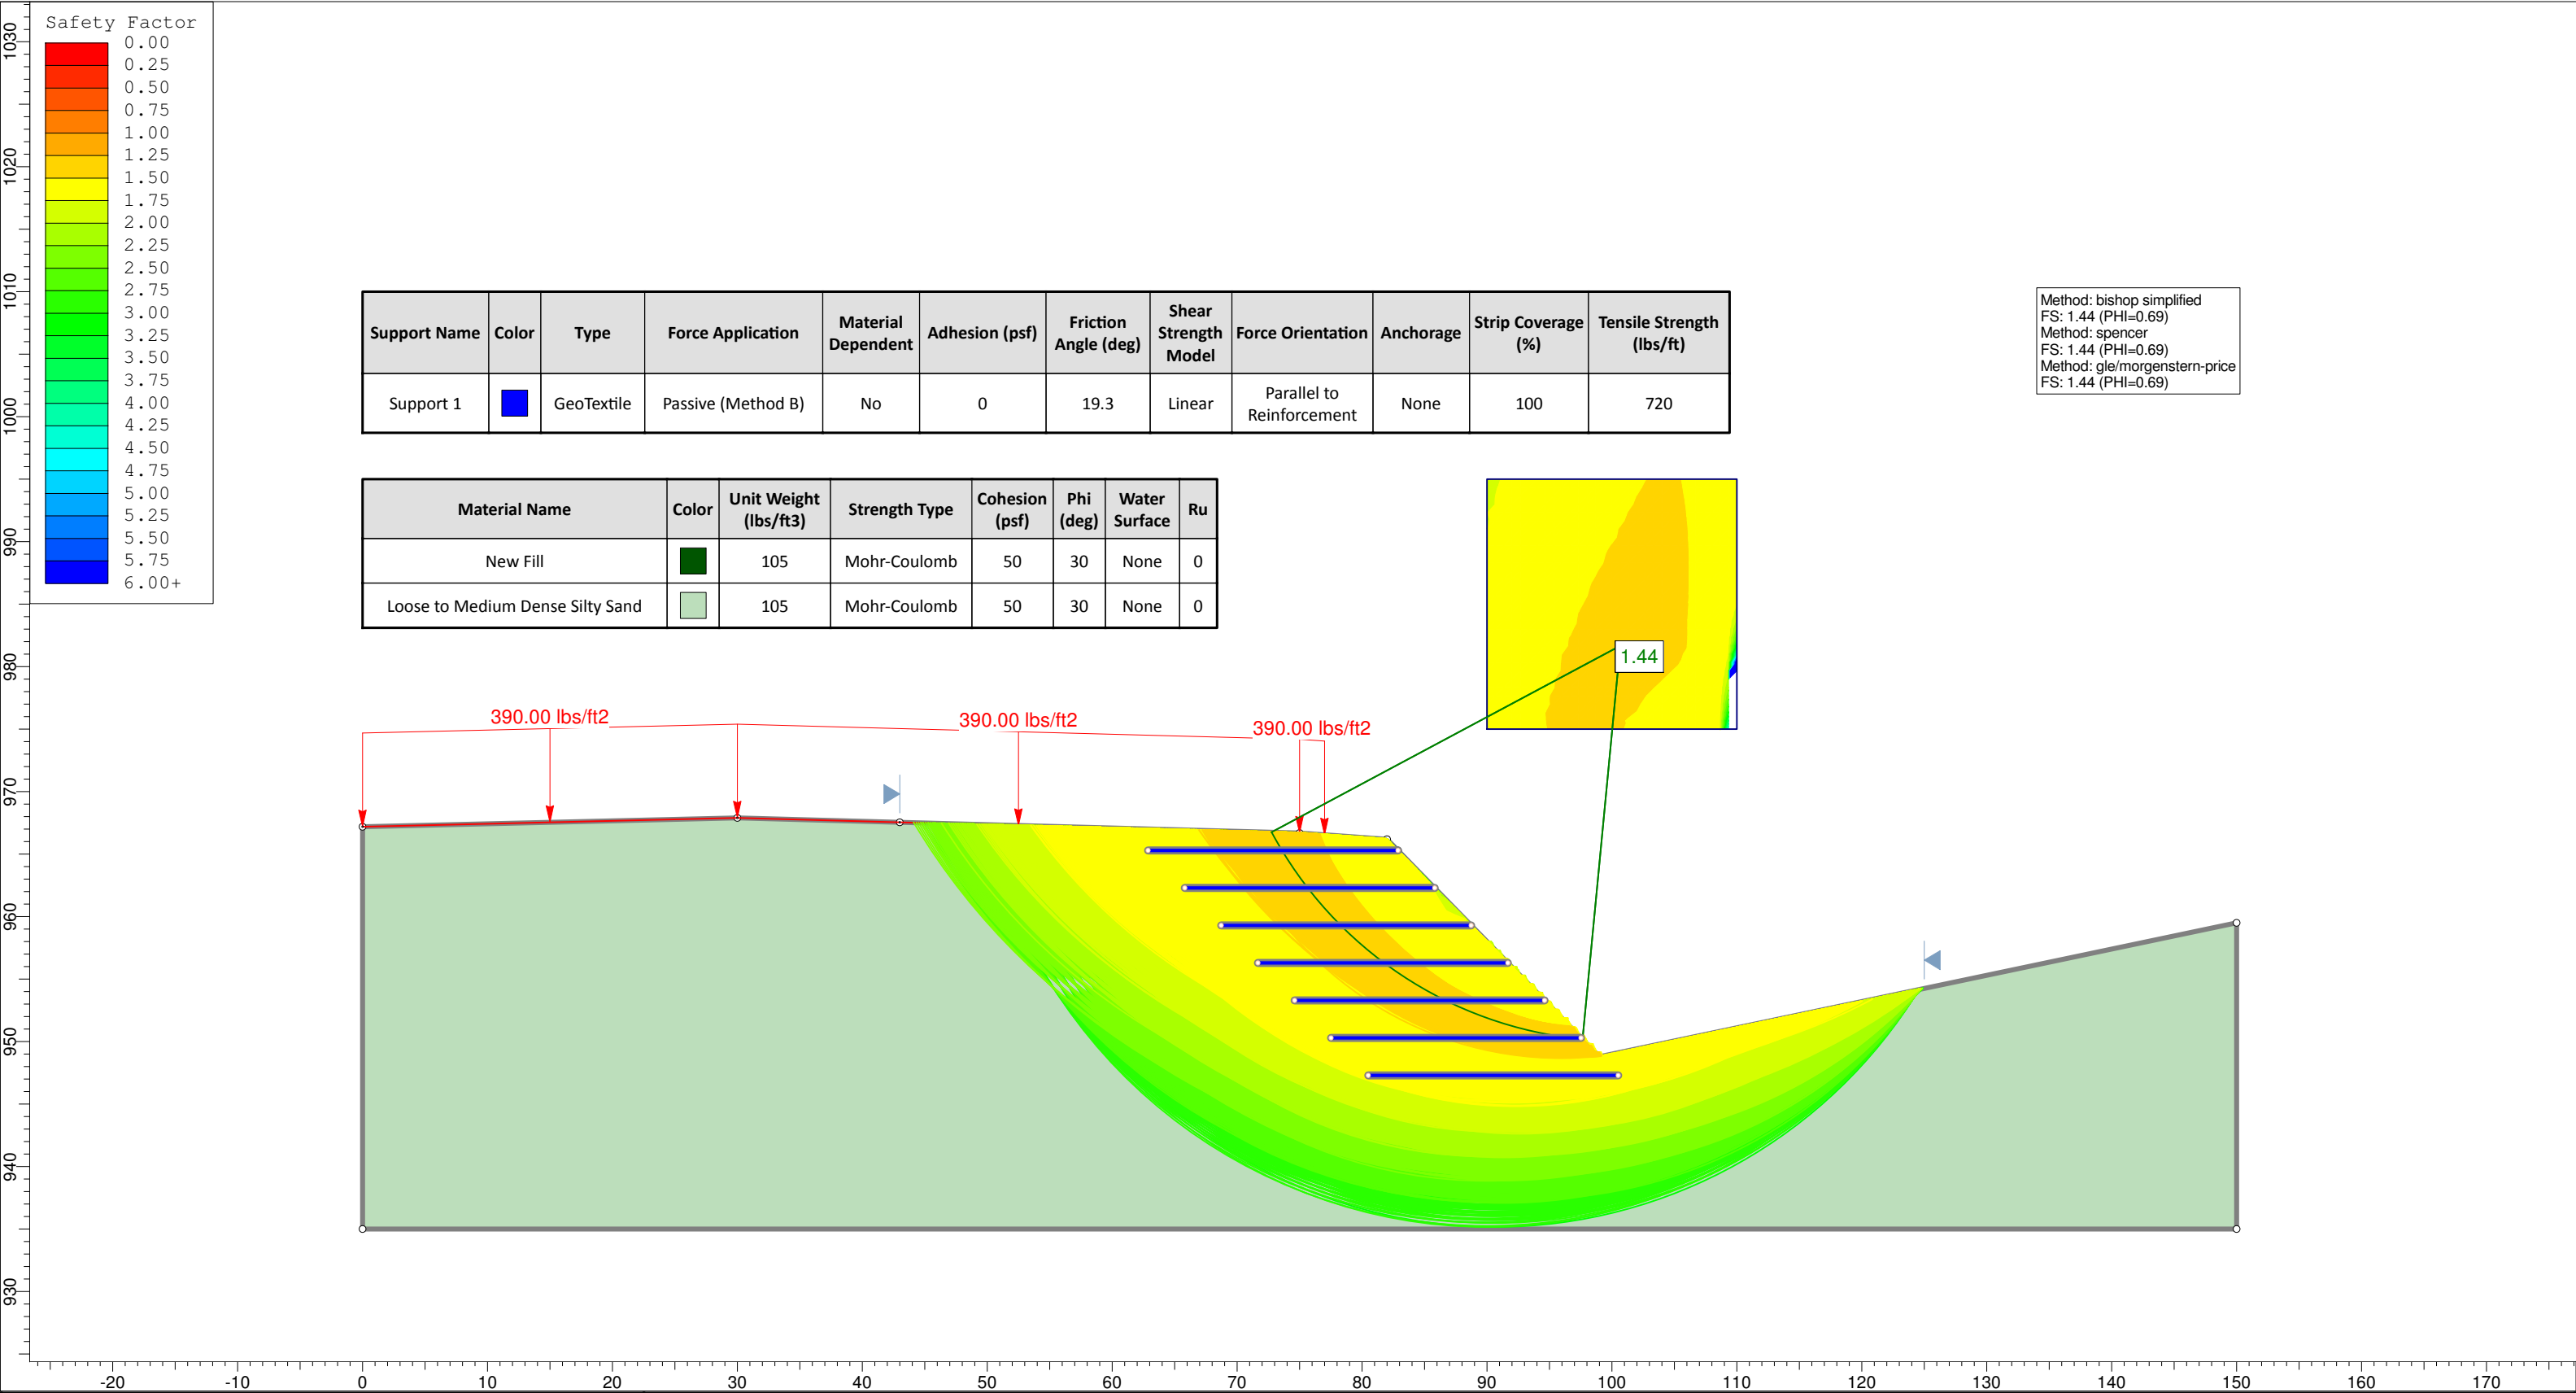 Safety Factor
0.00
0.25
0.50
0.75
1.00
1.25
1.50
1.75
2.00
2.25
2.50
2.75
3.00
3.25
3.50
3.75
4.00
4.25
4.50
4.75
5.00
5.25
5.50
5.75
6.00+
1030
1020
1010
1000
990
980
970
960
950
940
930
Support Name Color Type Force Application Material Dependent Adhesion (psf) Friction Angle (deg) Shear Strength Model Force Orientation Anchorage Strip Coverage (%) Tensile Strength (lbs/ft)
Support 1 GeoTextile Passive (Method B) No 0 19.3 Linear Parallel to Reinforcement None 100 720
Material Name Color Unit Weight (lbs/ft3) Strength Type Cohesion (psf) Phi (deg) Water Surface Ru
New Fill 105 Mohr-Coulomb 50 30 None 0
Loose to Medium Dense Silty Sand 105 Mohr-Coulomb 50 30 None 0
Method: bishop simplified
FS: 1.44 (PHI=0.69)
Method: spencer
FS: 1.44 (PHI=0.69)
Method: gle/morgenstern-price
FS: 1.44 (PHI=0.69)
1.44
390.00 lbs/ft2
390.00 lbs/ft2
390.00 lbs/ft2
-20 -10 0 10 20 30 40 50 60 70 80 90 100 110 120 130 140 150 160 170